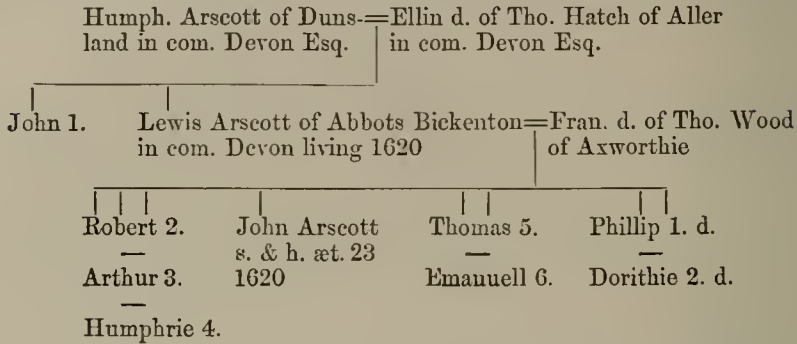 Humph. Arscott of Duns-=Ellin d. of Tho. Hatch of Aller
land in com. Devon Esq. in com. Devon Esq.
John 1. Lewis Arscott of Abbots Bickenton=Fran. d. of Tho. Wood
in com. Devon living 1620 of Axworthie
Robert 2. John Arscott Thomas 5. Phillip 1. d.
s. & h. æt. 23
Arthur 3. 1620 Emanuell 6. Dorithie 2. d.
Humphrie 4.